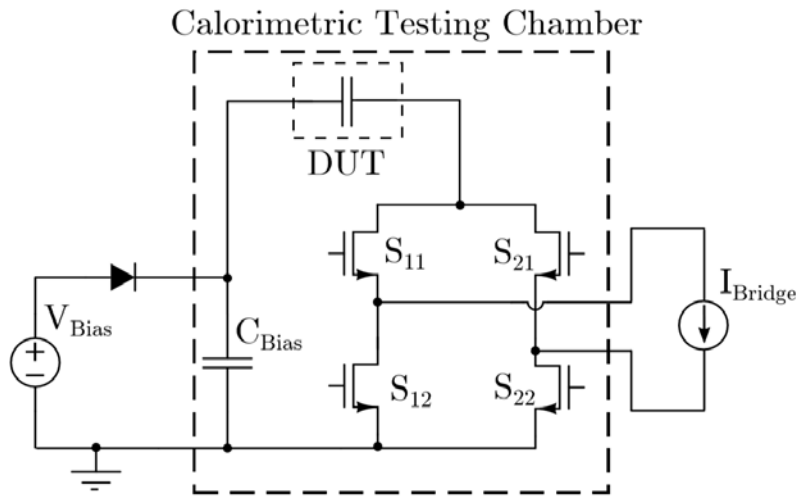 Calorimetric Testing Chamber
DUT
S11
S21
IBridge
VBias
+
−
CBias
S12
S22